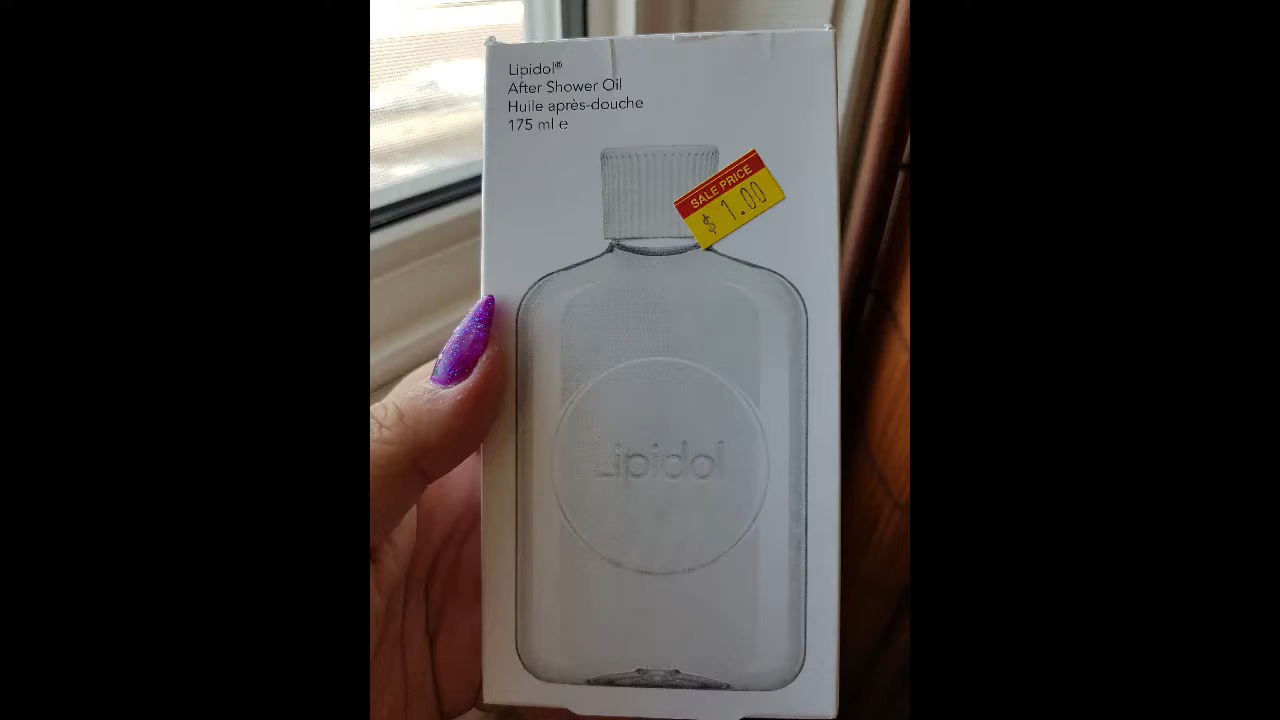 Lipidol®
After Shower Oil
Huile après-douche
175 ml e
SALE PRICE
$ 1.00
Lipidol